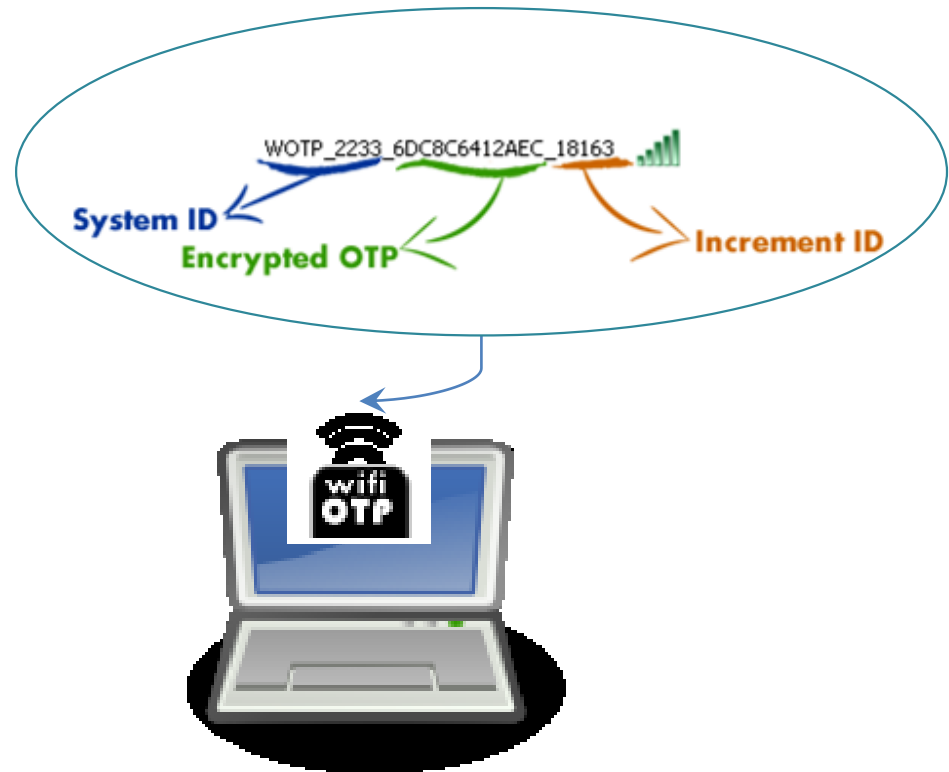 WOTP_2233_6DC8C6412AEC_18163
System ID
Encrypted OTP
Increment ID
wifi
OTP